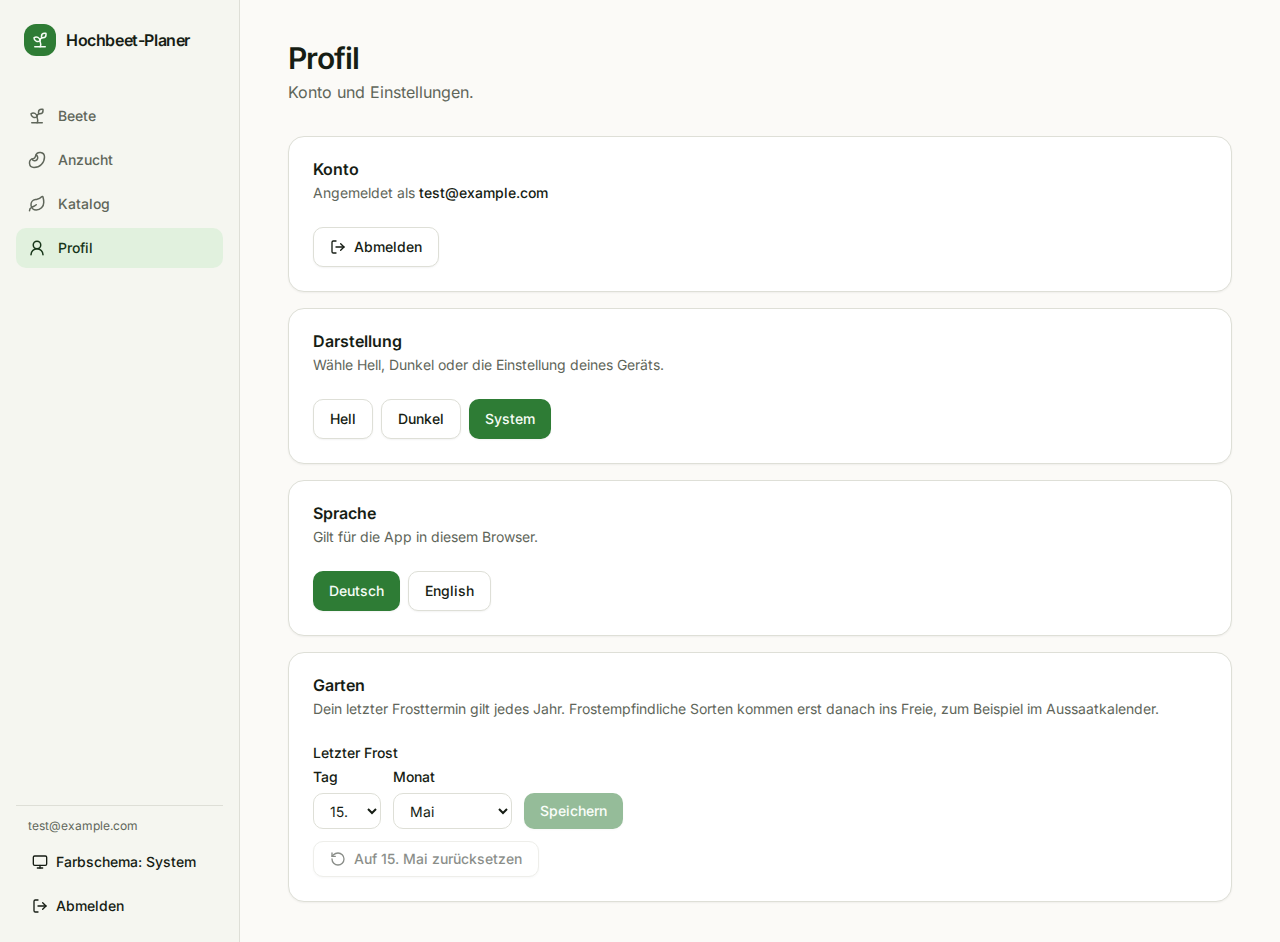 Hochbeet-Planer
Beete
Anzucht
Katalog
Profil
test@example.com
Farbschema: System
Abmelden
Profil
Konto und Einstellungen.
Konto
Angemeldet als test@example.com
Abmelden
Darstellung
Wähle Hell, Dunkel oder die Einstellung deines Geräts.
Hell Dunkel System
Sprache
Gilt für die App in diesem Browser.
Deutsch English
Garten
Dein letzter Frosttermin gilt jedes Jahr. Frostempfindliche Sorten kommen erst danach ins Freie, zum Beispiel im Aussaatkalender.
Letzter Frost
Tag Monat
15. Mai Speichern
Auf 15. Mai zurücksetzen